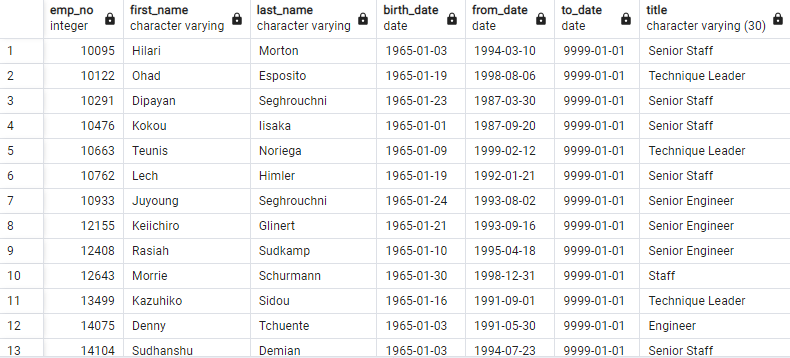 emp_no first_name last_name birth_date from_date to_date title
integer character varying character varying date date date character varying (30)
1 10095 Hilari Morton 1965-01-03 1994-03-10 9999-01-01 Senior Staff
2 10122 Ohad Esposito 1965-01-19 1998-08-06 9999-01-01 Technique Leader
3 10291 Dipayan Seghrouchni 1965-01-23 1987-03-30 9999-01-01 Senior Staff
4 10476 Kokou Iisaka 1965-01-01 1987-09-20 9999-01-01 Senior Staff
5 10663 Teunis Noriega 1965-01-09 1999-02-12 9999-01-01 Technique Leader
6 10762 Lech Himler 1965-01-19 1992-01-21 9999-01-01 Senior Staff
7 10933 Juyoung Seghrouchni 1965-01-24 1993-08-02 9999-01-01 Senior Engineer
8 12155 Keiichiro Glinert 1965-01-21 1993-09-16 9999-01-01 Senior Engineer
9 12408 Rasiah Sudkamp 1965-01-10 1995-04-18 9999-01-01 Senior Engineer
10 12643 Morrie Schurmann 1965-01-30 1998-12-31 9999-01-01 Staff
11 13499 Kazuhiko Sidou 1965-01-16 1991-09-01 9999-01-01 Technique Leader
12 14075 Denny Tchuente 1965-01-03 1991-05-30 9999-01-01 Engineer
13 14104 Sudhanshu Demian 1965-01-03 1994-07-23 9999-01-01 Senior Staff